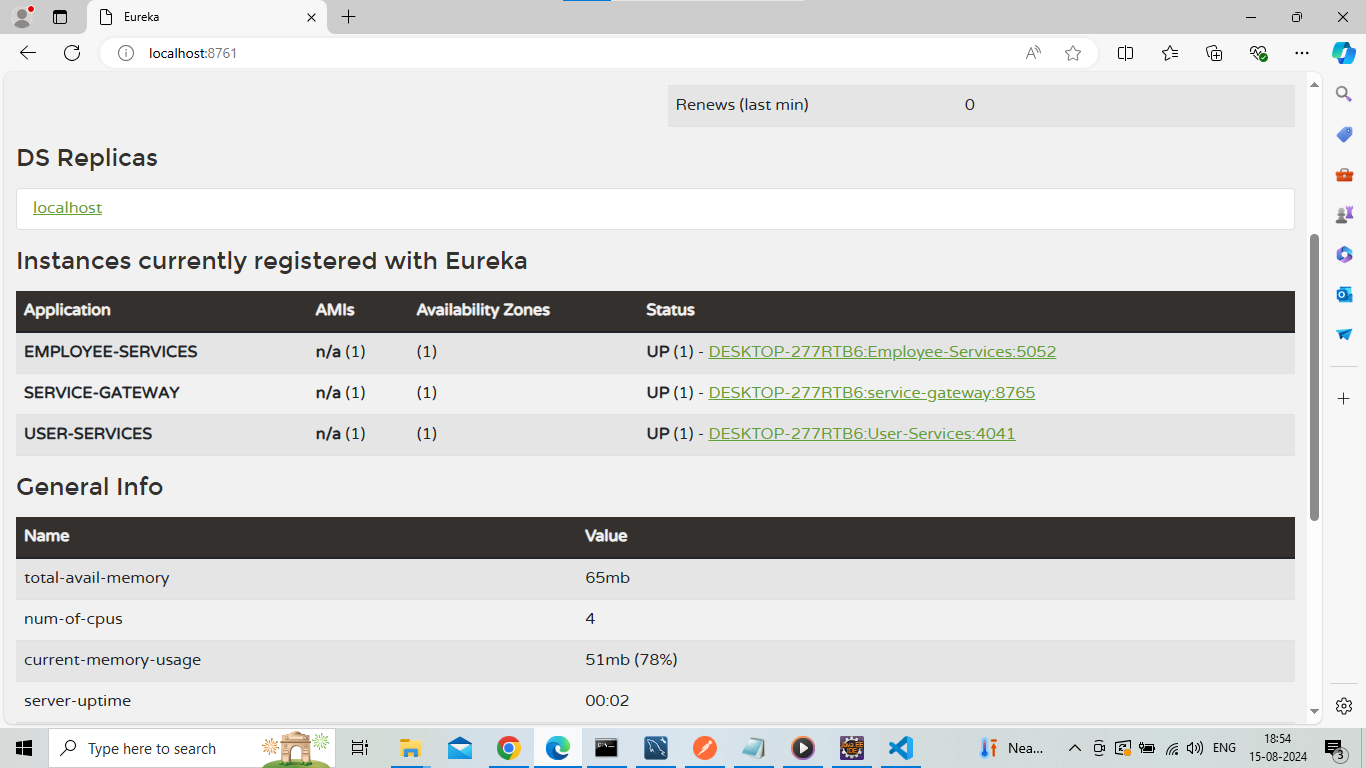 Eureka
localhost:8761
Renews (last min) 0
DS Replicas
localhost
Instances currently registered with Eureka
Application AMIs Availability Zones Status
EMPLOYEE-SERVICES n/a (1) (1) UP (1) - DESKTOP-277RTB6:Employee-Services:5052
SERVICE-GATEWAY n/a (1) (1) UP (1) - DESKTOP-277RTB6:service-gateway:8765
USER-SERVICES n/a (1) (1) UP (1) - DESKTOP-277RTB6:User-Services:4041
General Info
Name Value
total-avail-memory 65mb
num-of-cpus 4
current-memory-usage 51mb (78%)
server-uptime 00:02
Type here to search
Nea...
ENG
18:54
15-08-2024
3